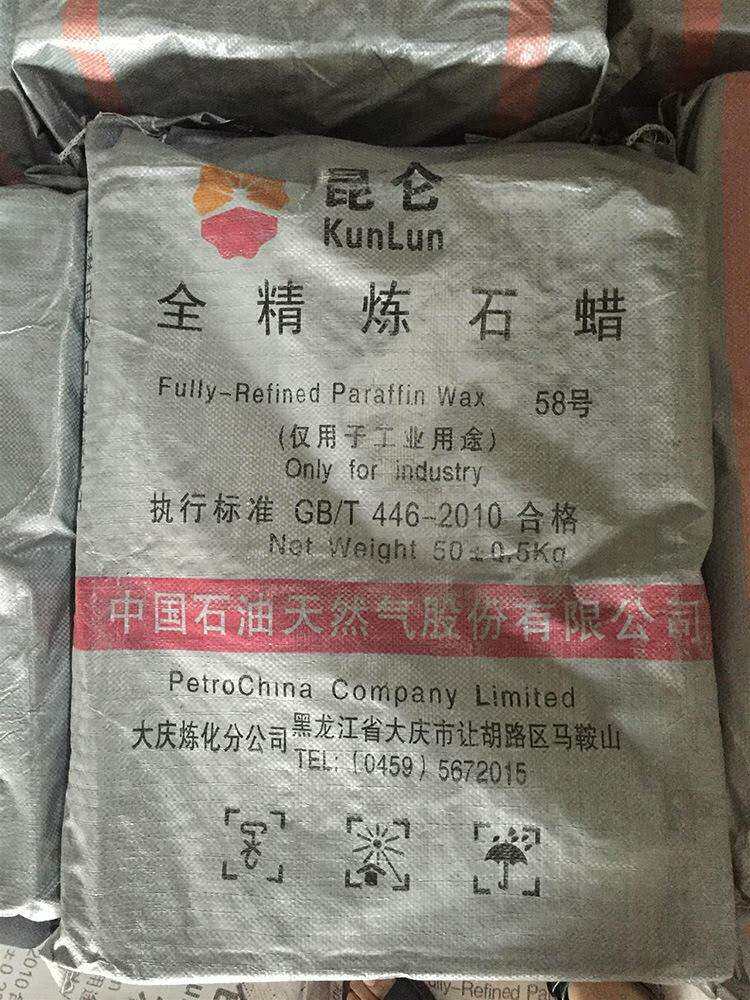 昆仑
KunLun
全精炼石蜡
Fully-Refined Paraffin Wax 58号
(仅用于工业用途)
Only for industry
执行标准 GB/T 446-2010 合格
Net Weight 50±0.5Kg
中国石油天然气股份有限公司
PetroChina Company Limited
大庆炼化分公司 黑龙江省大庆市让胡路区马鞍山
TEL: (0459) 5672015